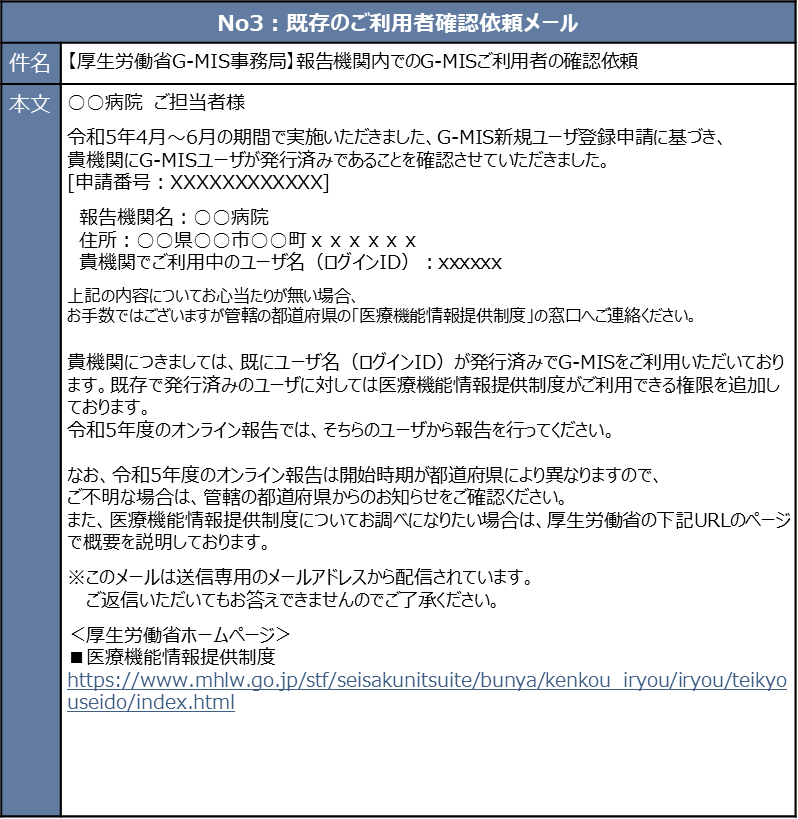 No3：既存のご利用者確認依頼メール
件名
【厚生労働省G-MIS事務局】報告機関内でのG-MISご利用者の確認依頼
本文
○○病院 ご担当者様
令和5年4月～6月の期間で実施いただきました、G-MIS新規ユーザ登録申請に基づき、
貴機関にG-MISユーザが発行済みであることを確認させていただきました。
[申請番号：XXXXXXXXXXXX]
報告機関名：○○病院
住所：○○県○○市○○町ｘｘｘｘｘｘ
貴機関でご利用中のユーザ名（ログインID）：xxxxxx
上記の内容についてお心当たりが無い場合、
お手数ではございますが管轄の都道府県の「医療機能情報提供制度」の窓口へご連絡ください。
貴機関につきましては、既にユーザ名（ログインID）が発行済みでG-MISをご利用いただいており
ます。既存で発行済みのユーザに対しては医療機能情報提供制度がご利用できる権限を追加し
ております。
令和5年度のオンライン報告では、そちらのユーザから報告を行ってください。
なお、令和5年度のオンライン報告は開始時期が都道府県により異なりますので、
ご不明な場合は、管轄の都道府県からのお知らせをご確認ください。
また、医療機能情報提供制度についてお調べになりたい場合は、厚生労働省の下記URLのページ
で概要を説明しております。
※このメールは送信専用のメールアドレスから配信されています。
ご返信いただいてもお答えできませんのでご了承ください。
＜厚生労働省ホームページ＞
■医療機能情報提供制度
https://www.mhlw.go.jp/stf/seisakunitsuite/bunya/kenkou_iryou/iryou/teikyo
useido/index.html